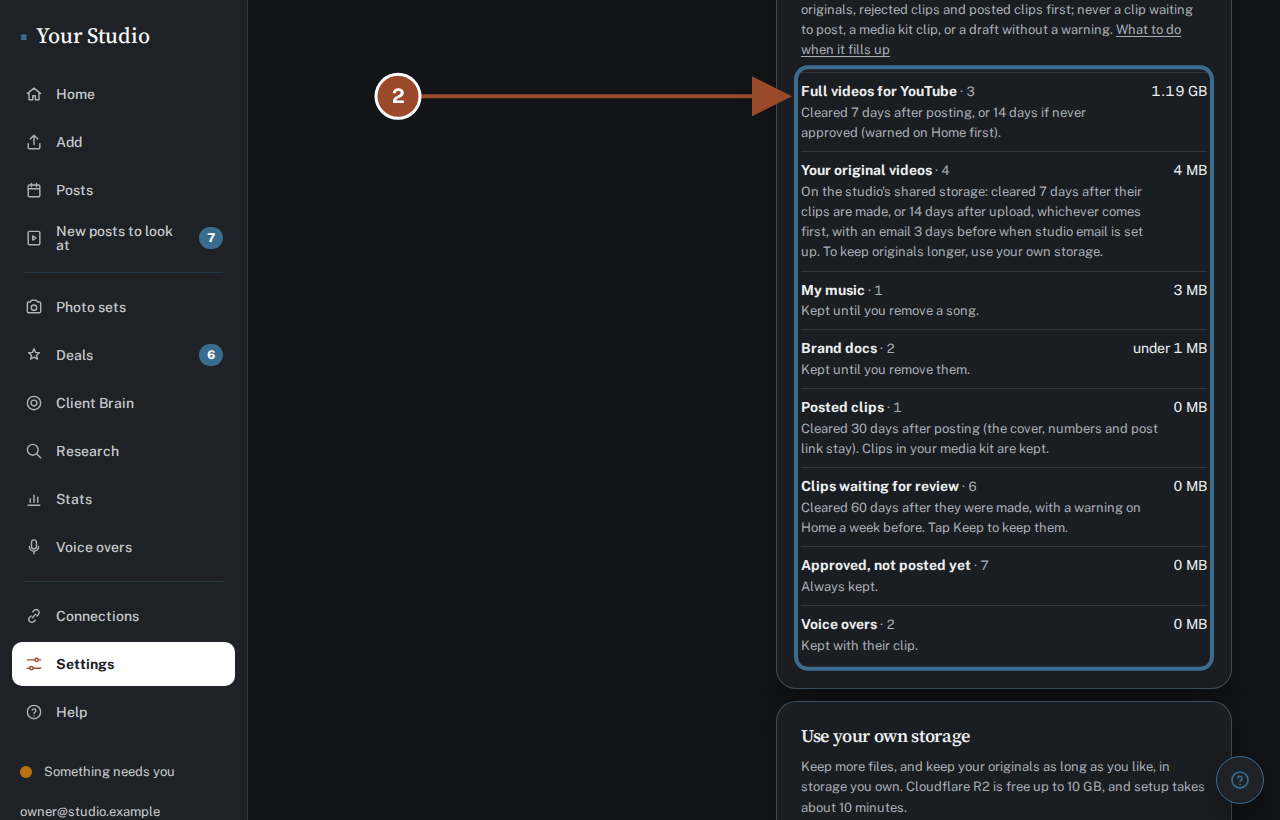 Your Studio
Home
Add
Posts
New posts to look
at
7
Photo sets
Deals
6
Client Brain
Research
Stats
Voice overs
Connections
Settings
Help
Something needs you
owner@studio.example
2
originals, rejected clips and posted clips first; never a clip waiting
to post, a media kit clip, or a draft without a warning. What to do
when it fills up
Full videos for YouTube · 3 1.19 GB
Cleared 7 days after posting, or 14 days if never
approved (warned on Home first).
Your original videos · 4 4 MB
On the studio's shared storage: cleared 7 days after their
clips are made, or 14 days after upload, whichever comes
first, with an email 3 days before when studio email is set
up. To keep originals longer, use your own storage.
My music · 1 3 MB
Kept until you remove a song.
Brand docs · 2 under 1 MB
Kept until you remove them.
Posted clips · 1 0 MB
Cleared 30 days after posting (the cover, numbers and post
link stay). Clips in your media kit are kept.
Clips waiting for review · 6 0 MB
Cleared 60 days after they were made, with a warning on
Home a week before. Tap Keep to keep them.
Approved, not posted yet · 7 0 MB
Always kept.
Voice overs · 2 0 MB
Kept with their clip.
Use your own storage
Keep more files, and keep your originals as long as you like, in
storage you own. Cloudflare R2 is free up to 10 GB, and setup takes
about 10 minutes.